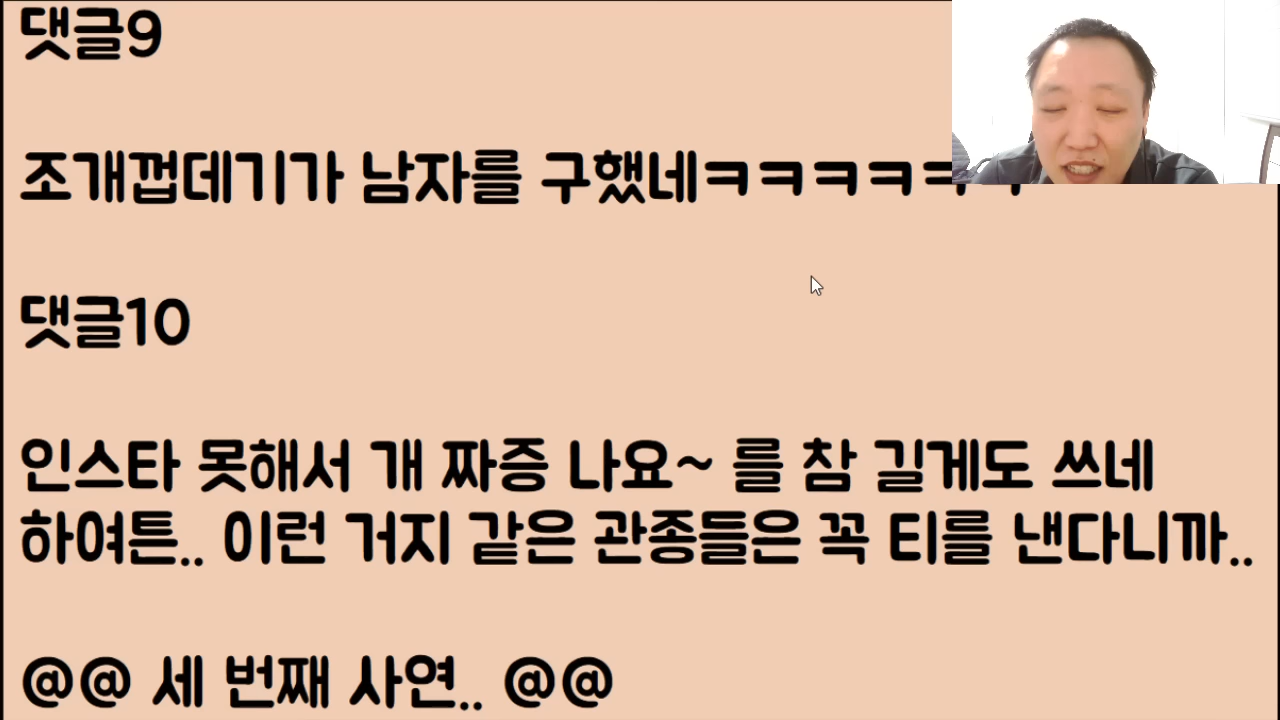 댓글9
조개껍데기가 남자를 구했네ㅋㅋㅋㅋㅋㅋ
댓글10
인스타 못해서 개 짜증 나요~ 를 참 길게도 쓰네
하여튼.. 이런 거지 같은 관종들은 꼭 티를 낸다니까..
@@ 세 번째 사연.. @@